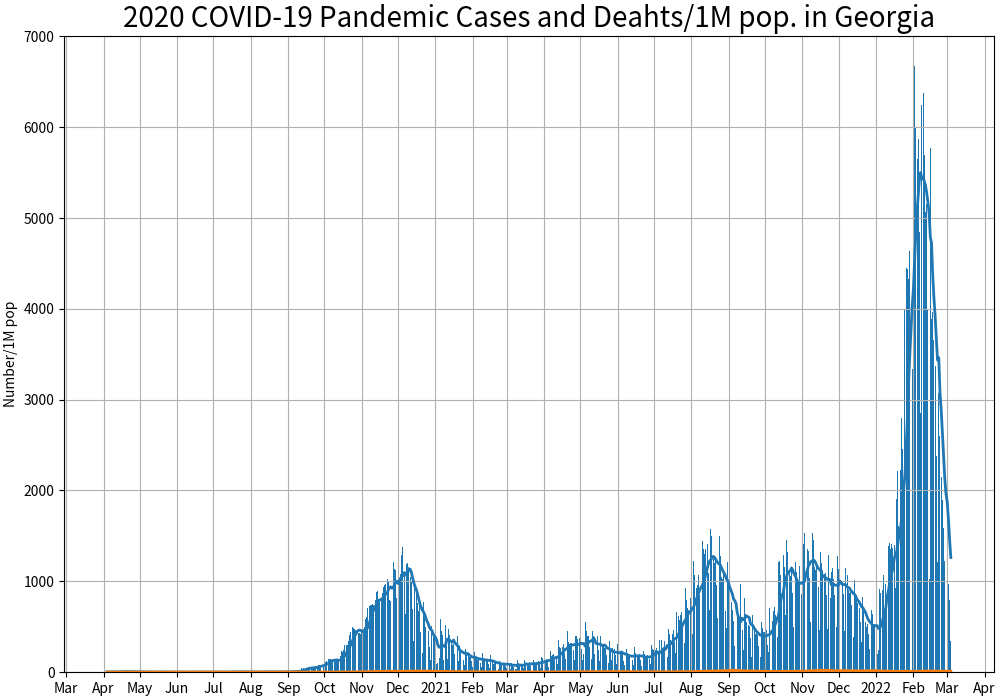 2020 COVID-19 Pandemic Cases and Deahts/1M pop. in Georgia
7000
6000
5000
4000
3000
2000
1000
0
Number/1M pop
Mar Apr May Jun Jul Aug Sep Oct Nov Dec 2021 Feb Mar Apr May Jun Jul Aug Sep Oct Nov Dec 2022 Feb Mar Apr